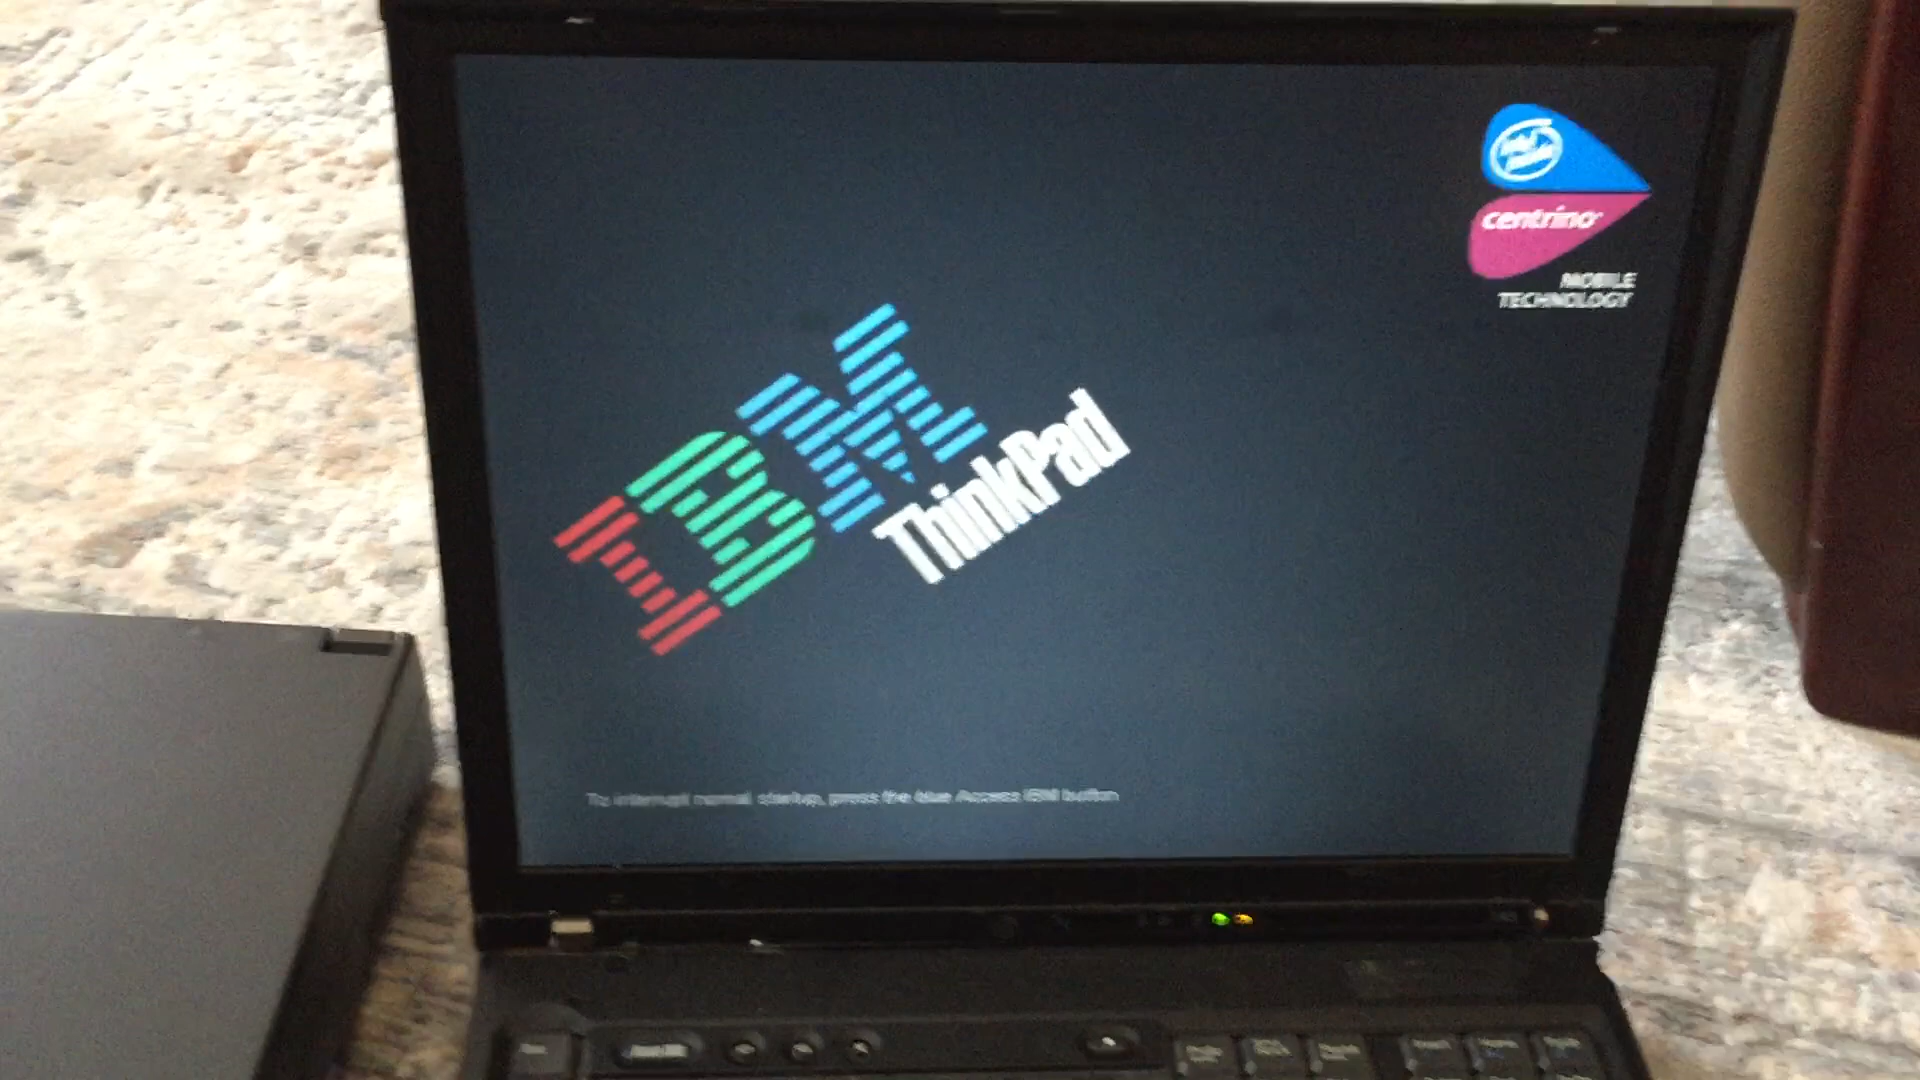 intel
inside
centrino
MOBILE
TECHNOLOGY
IBM
ThinkPad
To interrupt normal startup, press the blue Access IBM button